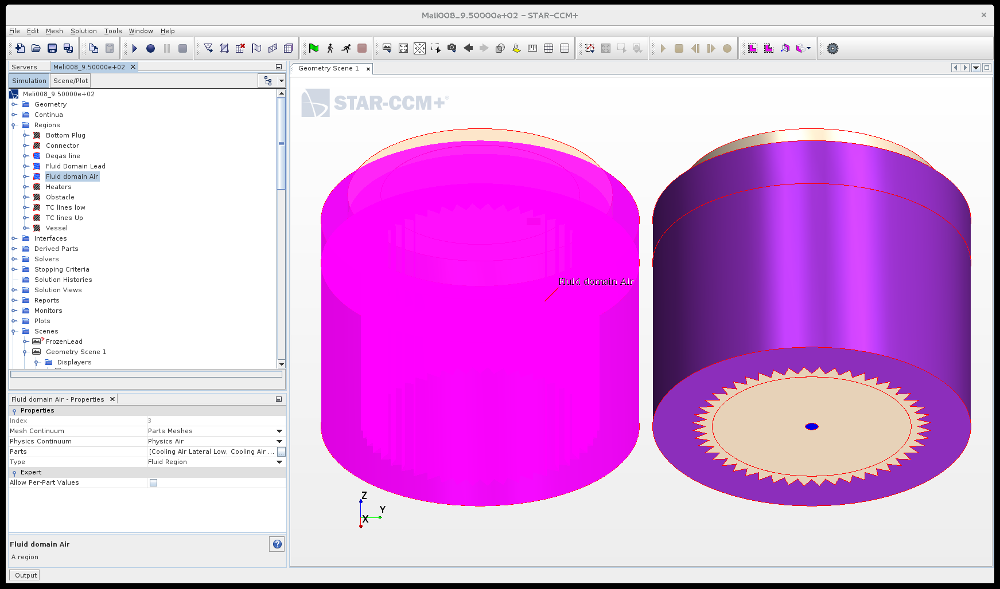 Meli008_9.50000e+02 - STAR-CCM+
File Edit Mesh Solution Tools Window Help
Servers Meli008_9.50000e+02
Geometry Scene 1
Simulation Scene/Plot
Meli008_9.50000e+02
Geometry
Continua
Regions
Bottom Plug
Connector
Degas line
Fluid Domain Lead
Fluid domain Air
Heaters
Obstacle
TC lines low
TC lines Up
Vessel
Interfaces
Derived Parts
Solvers
Stopping Criteria
Solution Histories
Solution Views
Reports
Monitors
Plots
Scenes
FrozenLead
Geometry Scene 1
Displayers
Fluid domain Air - Properties
Properties
Index 3
Mesh Continuum Parts Meshes
Physics Continuum Physics Air
Parts [Cooling Air Lateral Low, Cooling Air ...
Type Fluid Region
Expert
Allow Per-Part Values
Fluid domain Air
A region
Output
STAR-CCM+®
Fluid domain Air
Z
Y
X